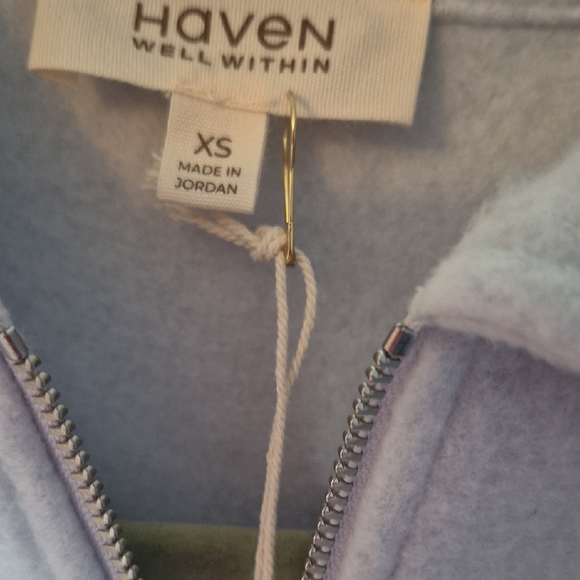 HaveN
WELL WITHIN
XS
MADE IN
JORDAN